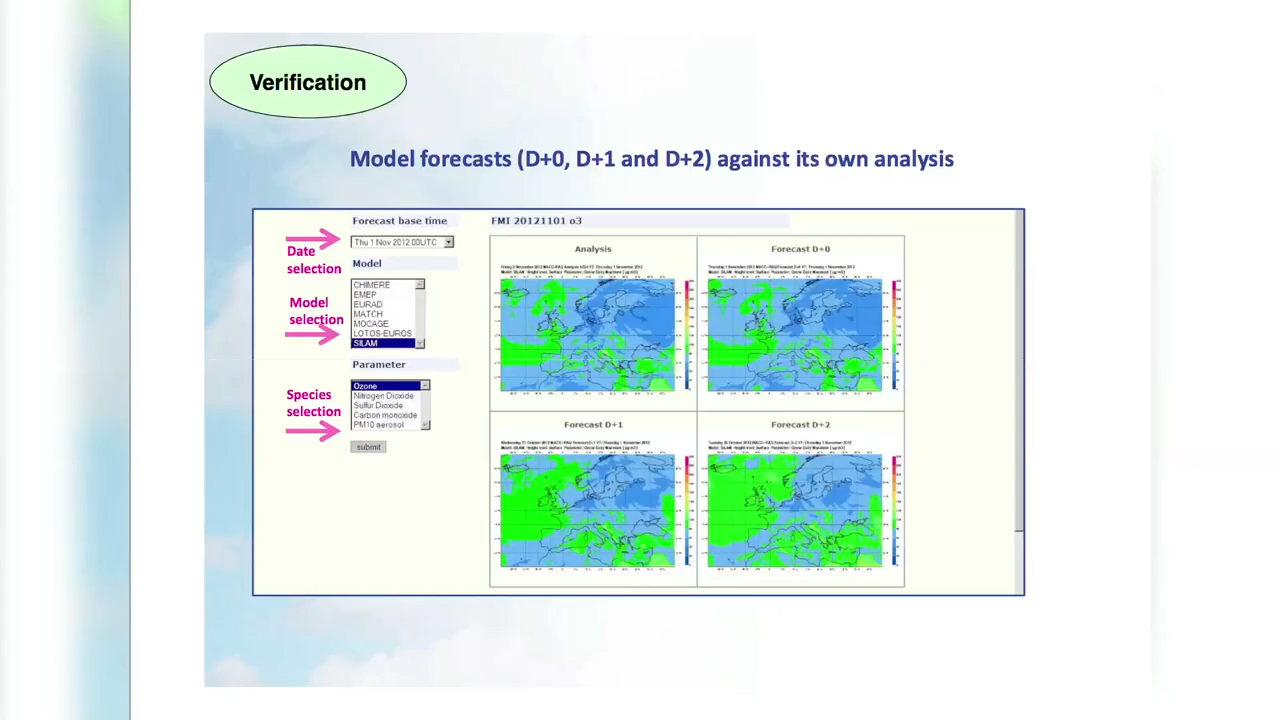 Verification
Model forecasts (D+0, D+1 and D+2) against its own analysis
Forecast base time
Thu 1 Nov 2012 00UTC
Date
selection
Model
CHIMERE
EMEP
EURAD
MATCH
MOCAGE
LOTOS-EUROS
SILAM
Model
selection
Parameter
Ozone
Nitrogen Dioxide
Sulfur Dioxide
Carbon monoxide
PM10 aerosol
Species
selection
submit
FMI 20121101 o3
Analysis
Forecast D+0
Forecast D+1
Forecast D+2